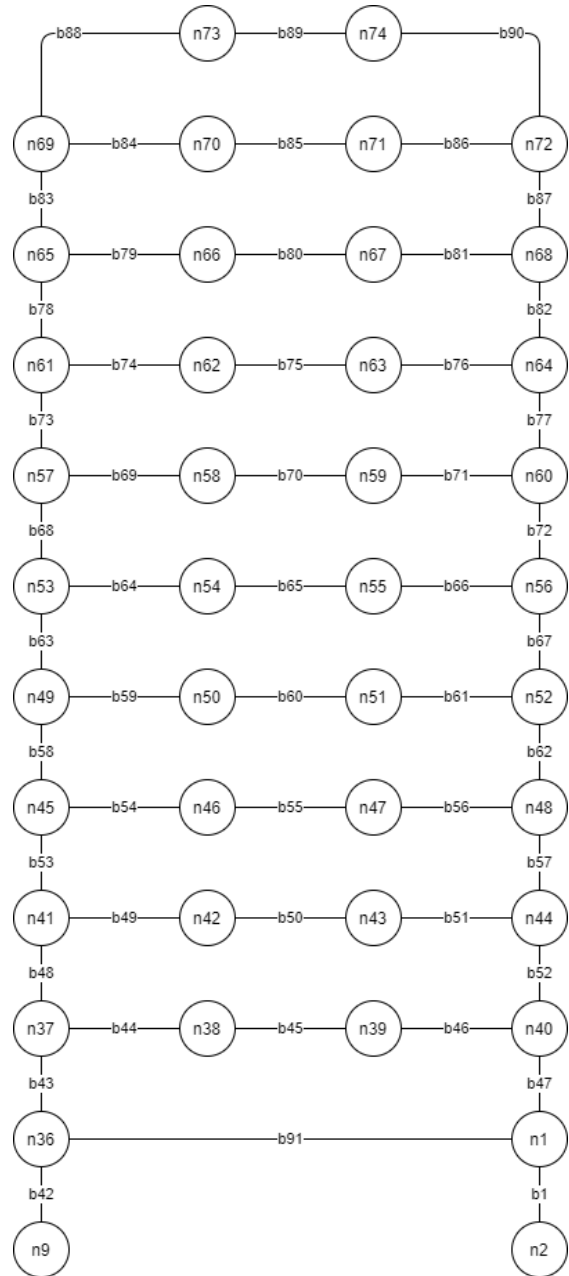 b88 n73 b89 n74 b90
n69 b84 n70 b85 n71 b86 n72
b83 b87
n65 b79 n66 b80 n67 b81 n68
b78 b82
n61 b74 n62 b75 n63 b76 n64
b73 b77
n57 b69 n58 b70 n59 b71 n60
b68 b72
n53 b64 n54 b65 n55 b66 n56
b63 b67
n49 b59 n50 b60 n51 b61 n52
b58 b62
n45 b54 n46 b55 n47 b56 n48
b53 b57
n41 b49 n42 b50 n43 b51 n44
b48 b52
n37 b44 n38 b45 n39 b46 n40
b43 b47
n36 b91 n1
b42 b1
n9 n2